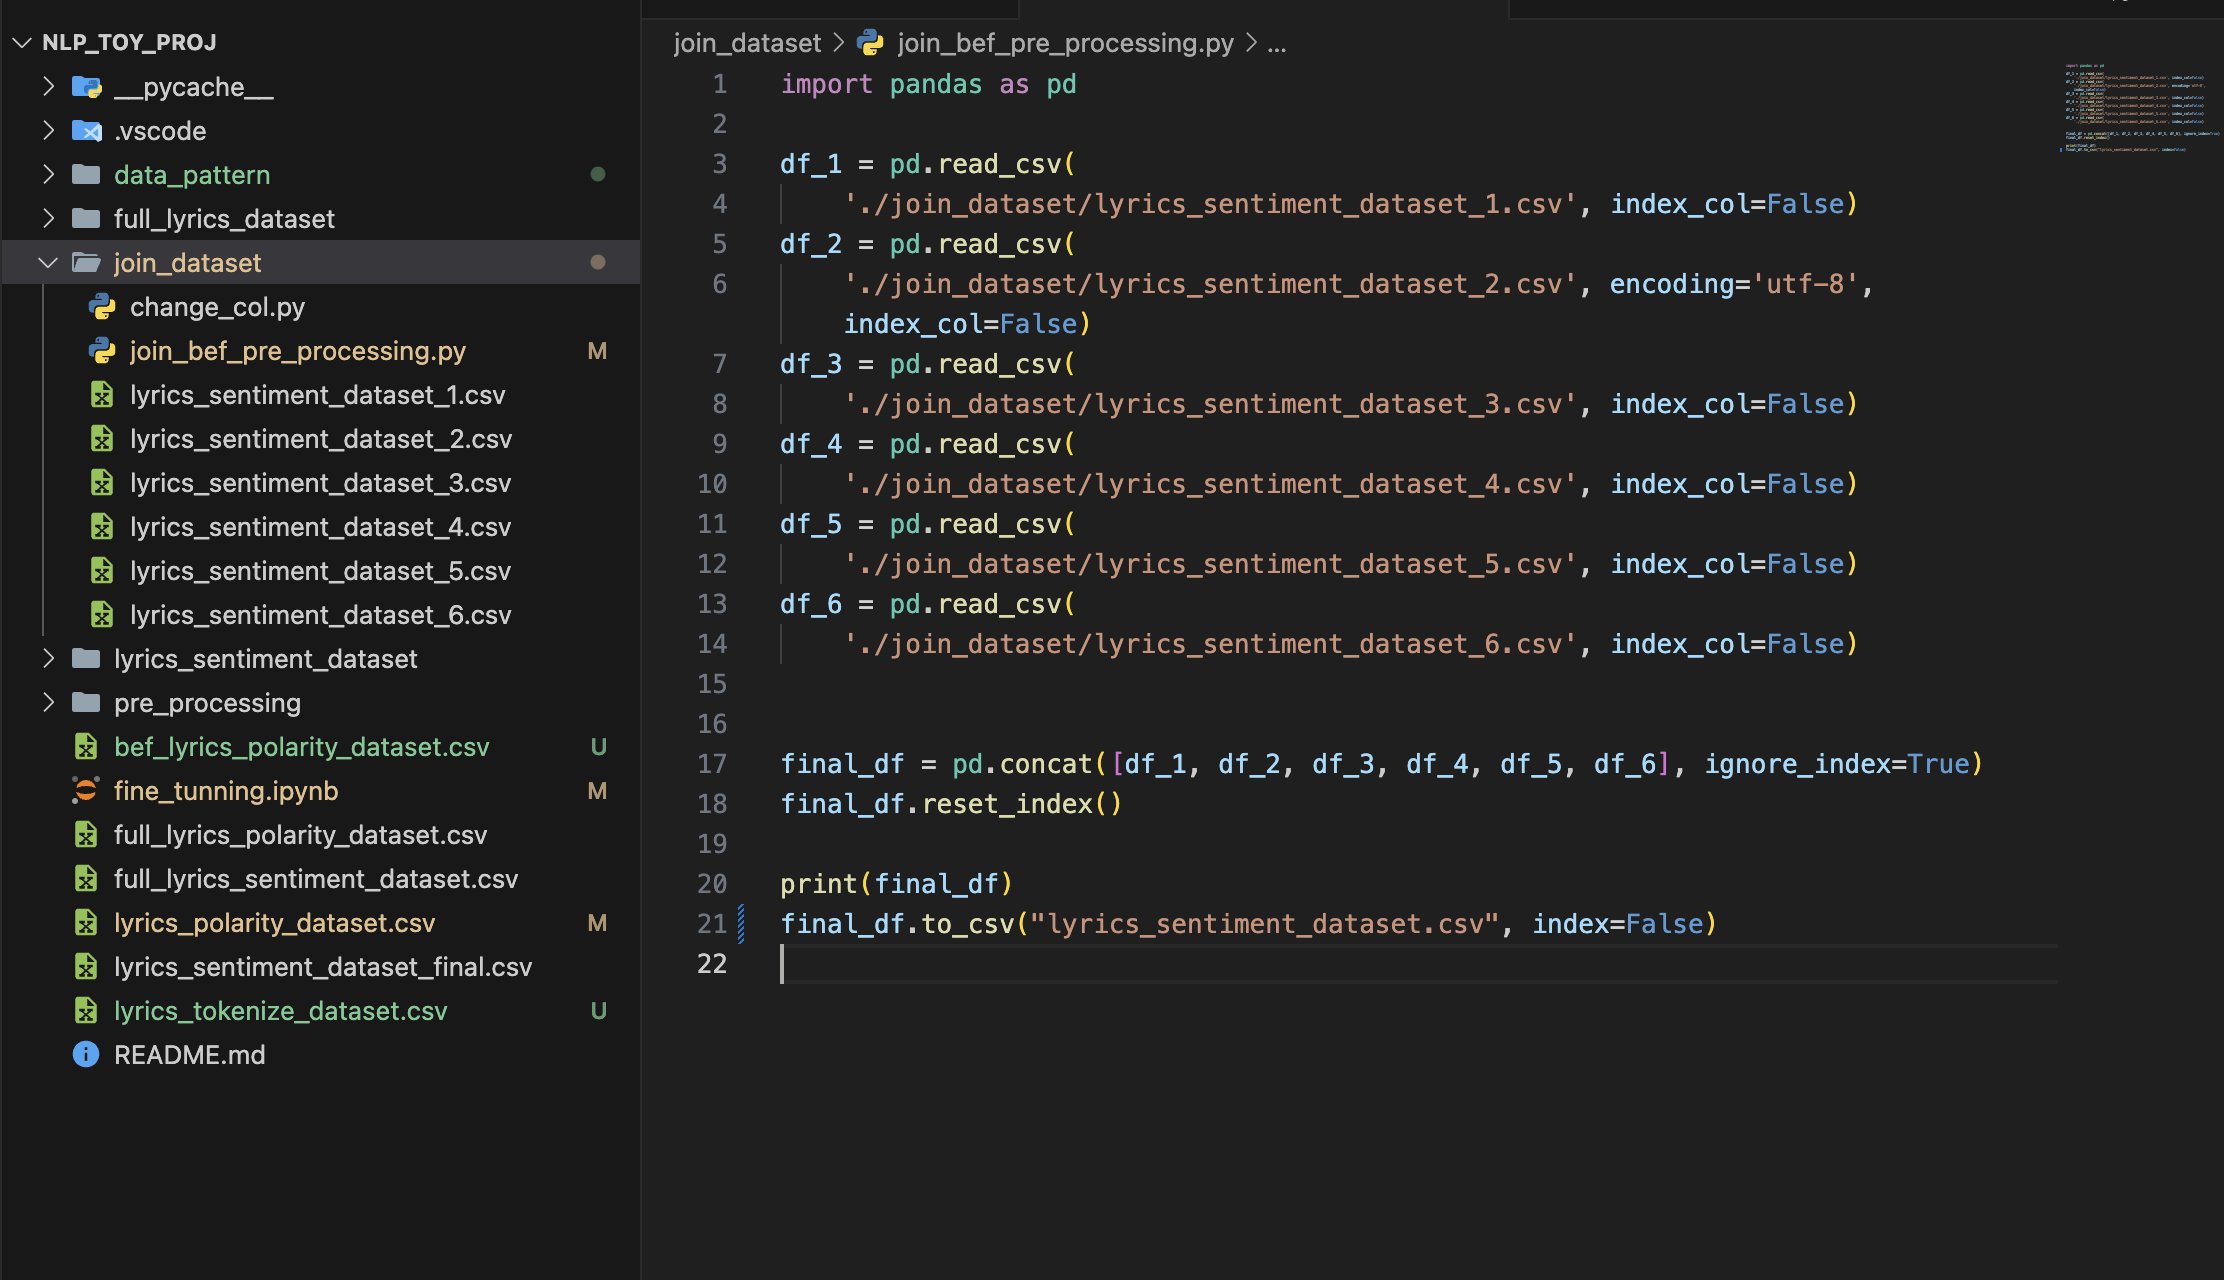 NLP_TOY_PROJ
__pycache__
.vscode
data_pattern
full_lyrics_dataset
join_dataset
change_col.py
join_bef_pre_processing.py M
lyrics_sentiment_dataset_1.csv
lyrics_sentiment_dataset_2.csv
lyrics_sentiment_dataset_3.csv
lyrics_sentiment_dataset_4.csv
lyrics_sentiment_dataset_5.csv
lyrics_sentiment_dataset_6.csv
lyrics_sentiment_dataset
pre_processing
bef_lyrics_polarity_dataset.csv U
fine_tunning.ipynb M
full_lyrics_polarity_dataset.csv
full_lyrics_sentiment_dataset.csv
lyrics_polarity_dataset.csv M
lyrics_sentiment_dataset_final.csv
lyrics_tokenize_dataset.csv U
README.md
join_dataset > join_bef_pre_processing.py > ...
1 import pandas as pd
2
3 df_1 = pd.read_csv(
4     './join_dataset/lyrics_sentiment_dataset_1.csv', index_col=False)
5 df_2 = pd.read_csv(
6     './join_dataset/lyrics_sentiment_dataset_2.csv', encoding='utf-8',
    index_col=False)
7 df_3 = pd.read_csv(
8     './join_dataset/lyrics_sentiment_dataset_3.csv', index_col=False)
9 df_4 = pd.read_csv(
10     './join_dataset/lyrics_sentiment_dataset_4.csv', index_col=False)
11 df_5 = pd.read_csv(
12     './join_dataset/lyrics_sentiment_dataset_5.csv', index_col=False)
13 df_6 = pd.read_csv(
14     './join_dataset/lyrics_sentiment_dataset_6.csv', index_col=False)
15
16
17 final_df = pd.concat([df_1, df_2, df_3, df_4, df_5, df_6], ignore_index=True)
18 final_df.reset_index()
19
20 print(final_df)
21 final_df.to_csv("lyrics_sentiment_dataset.csv", index=False)
22